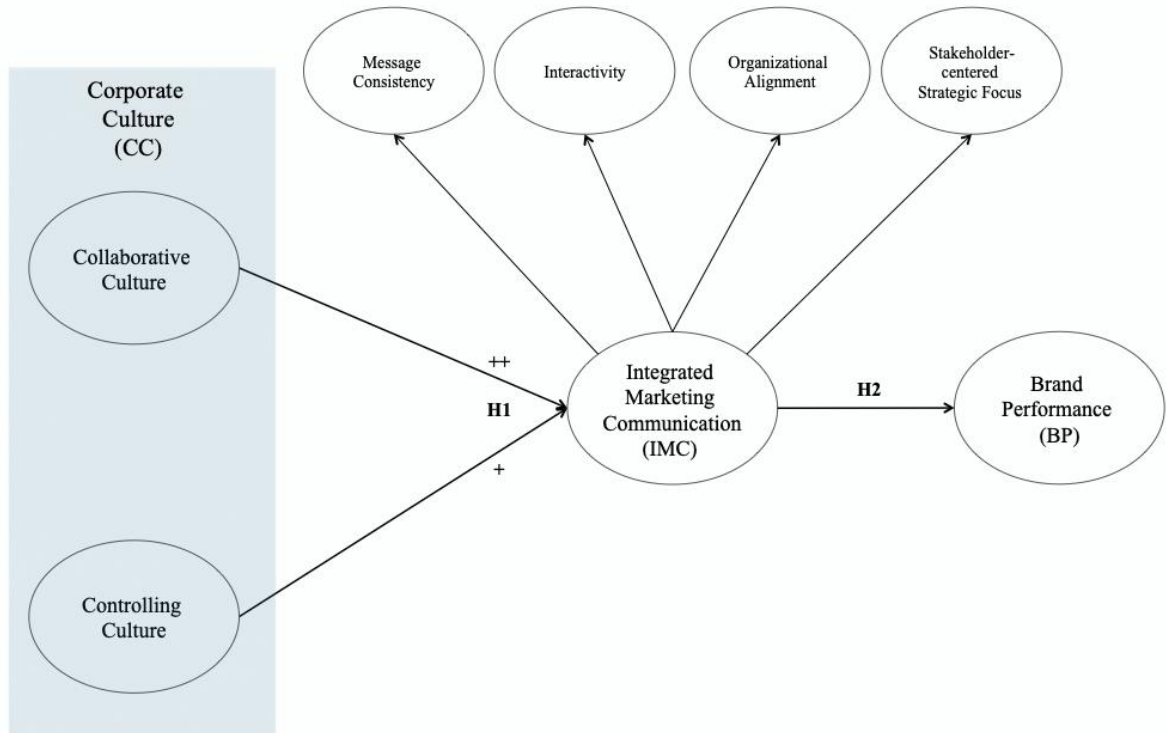 Corporate
Culture
(CC)
Message
Consistency
Interactivity
Organizational
Alignment
Stakeholder-
centered
Strategic Focus
Collaborative
Culture
++
H1
+
Integrated
Marketing
Communication
(IMC)
H2
Brand
Performance
(BP)
Controlling
Culture